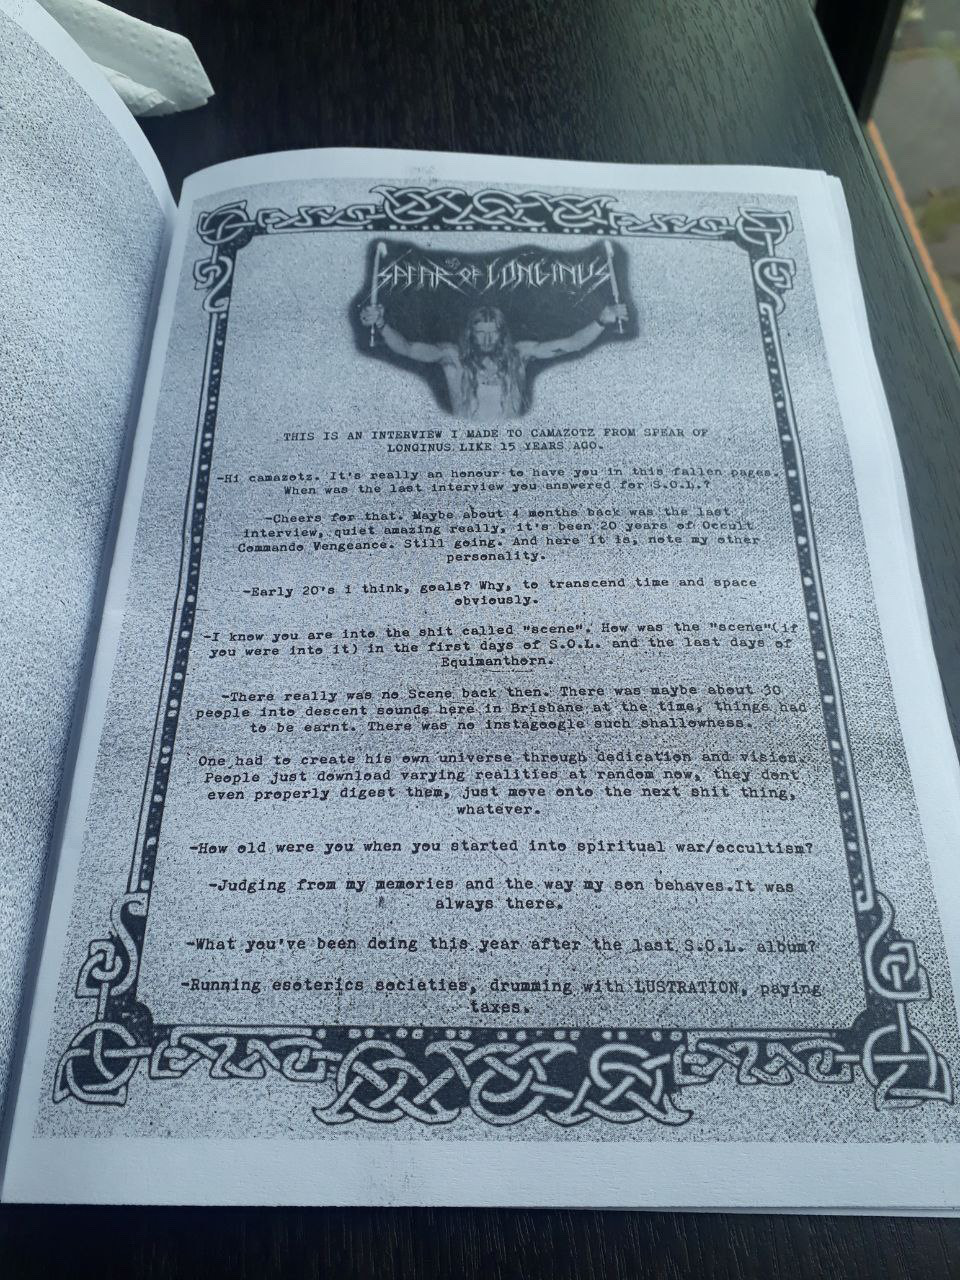 SPEAR OF LONGINUS
THIS IS AN INTERVIEW I MADE TO CAMAZOTZ FROM SPEAR OF
LONGINUS LIKE 15 YEARS AGO.
-Hi camazotz. It's really an honour to have you in this fallen pages.
When was the last interview you answered for S.O.L.?
-Cheers for that. Maybe about 4 months back was the last
interview, quiet amazing really, it's been 20 years of Occult
Commando Vengeance. Still going. And here it is, note my other
personality.
-Early 20's i think, goals? Why, to transcend time and space
obviously.
-I know you are into the shit called "scene". How was the "scene"(if
you were into it) in the first days of S.O.L. and the last days of
Equimanthorn.
-There really was no Scene back then. There was maybe about 30
people into descent sounds here in Brisbane at the time, things had
to be earnt. There was no instagoogle such shallowness.
One had to create his own universe through dedication and vision.
People just download varying realities at random now, they dont
even properly digest them, just move onto the next shit thing,
whatever.
-How old were you when you started into spiritual war/occultism?
-Judging from my memories and the way my son behaves.It was
always there.
-What you've been doing this year after the last S.O.L. album?
-Running esoterics societies, drumming with LUSTRATION, paying
taxes.